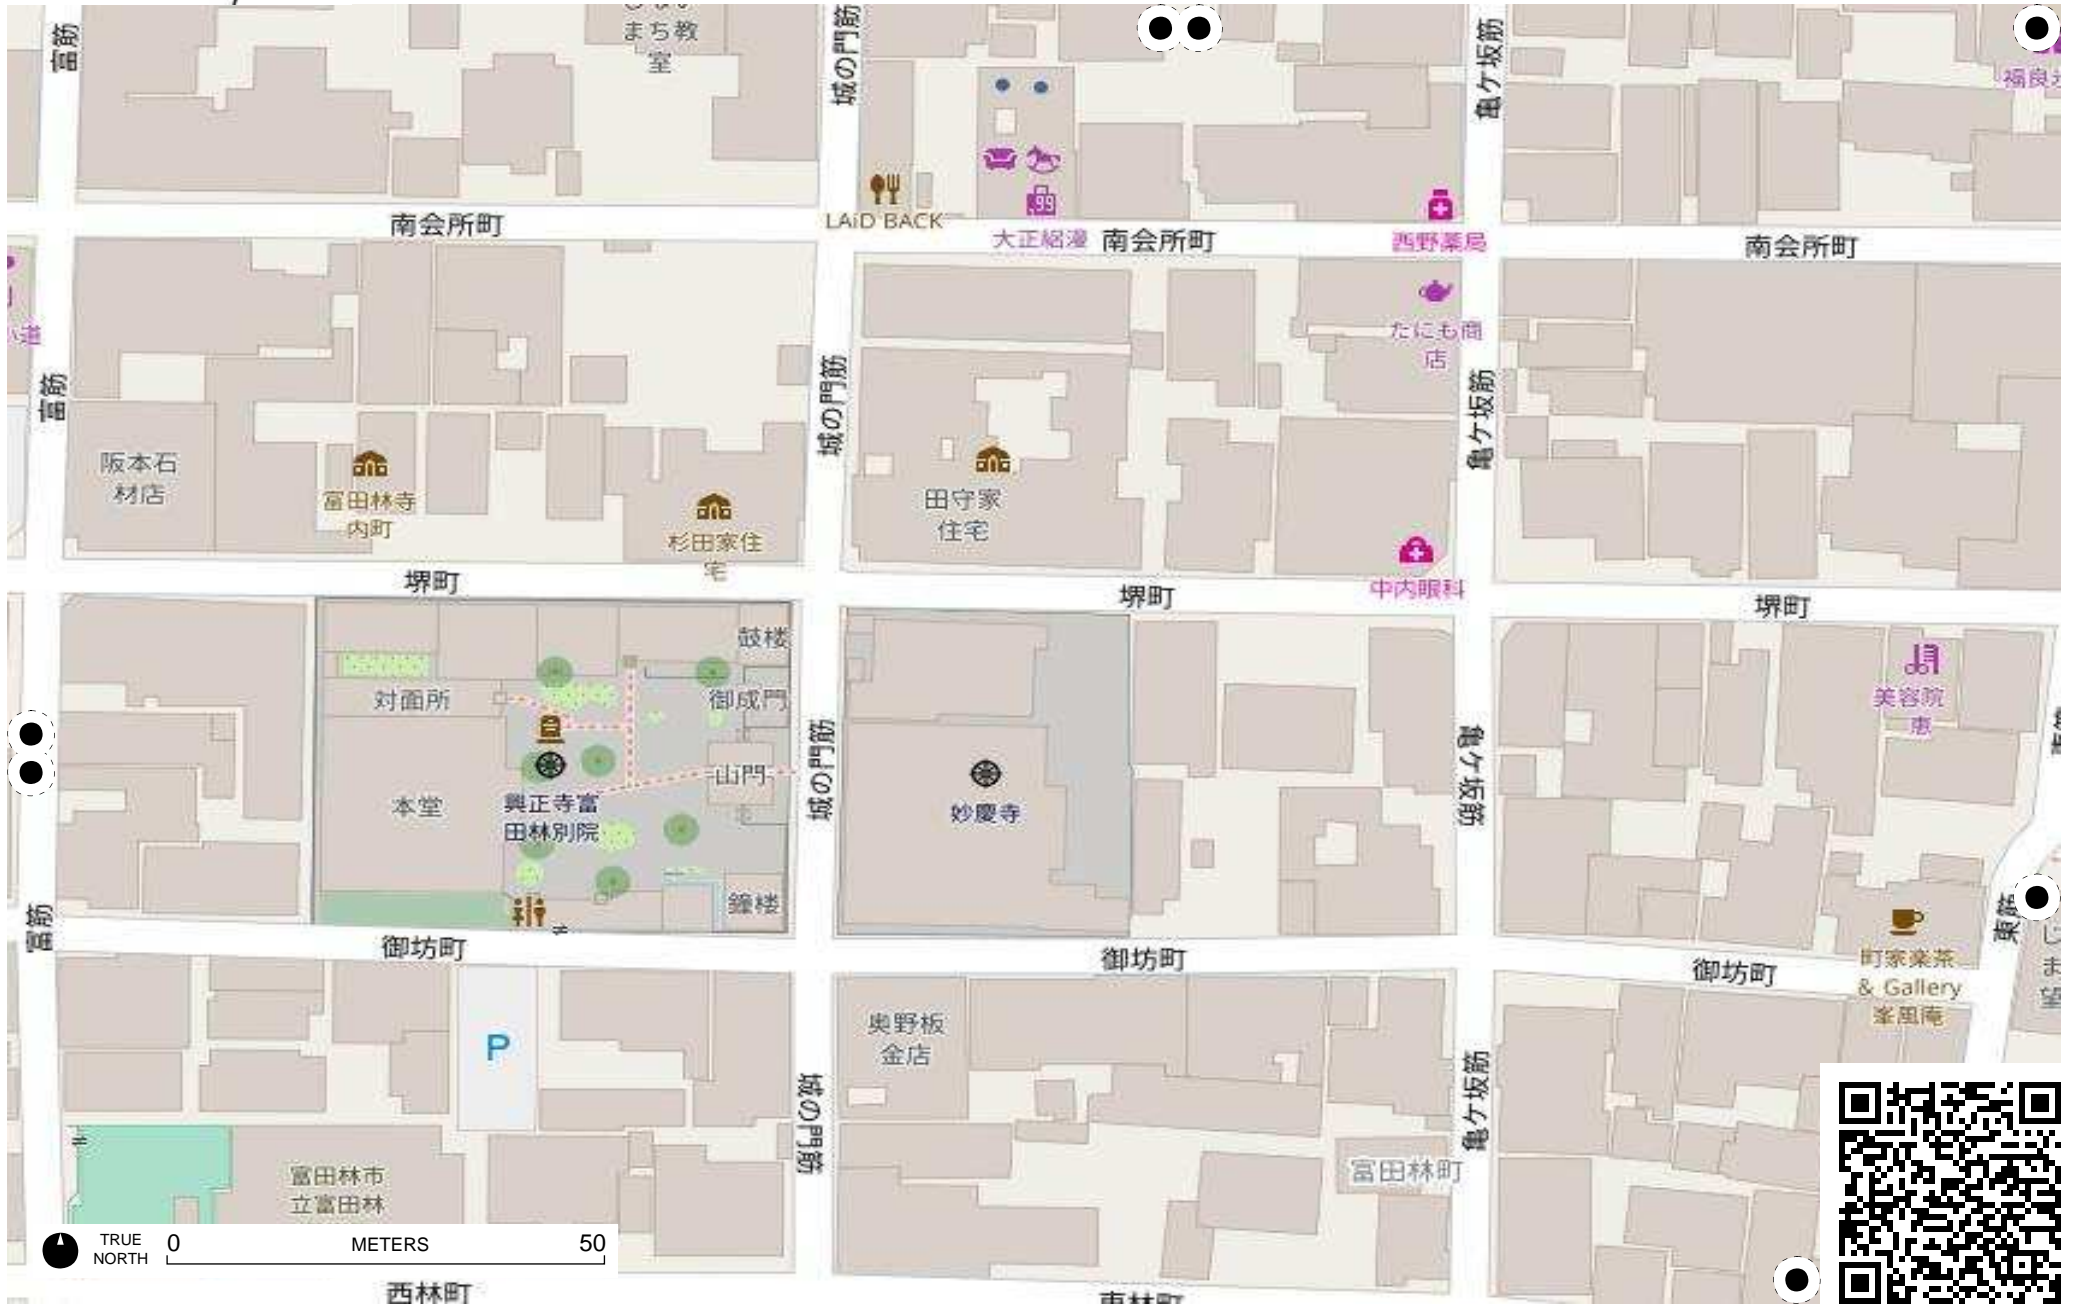 まち教
室
富筋
城の門筋
亀ケ坂筋
LAiD BACK
大正絽漫
南会所町
南会所町
西野薬局
南会所町
たにも商
店
富筋
城の門筋
亀ケ坂筋
阪本石
材店
富田林寺
内町
杉田家住
宅
田守家
住宅
中内眼科
堺町
堺町
堺町
鼓楼
対面所
御成門
美容院
恵
山門
城の門筋
亀ケ坂筋
本堂
興正寺富
田林別院
妙慶寺
鐘楼
富筋
東筋
御坊町
御坊町
御坊町
町家楽茶
& Gallery
峯風庵
P
奥野板
金店
城の門筋
亀ケ坂筋
富田林市
立富田林
富田林町
TRUE
NORTH
0
METERS
50
西林町
東林町